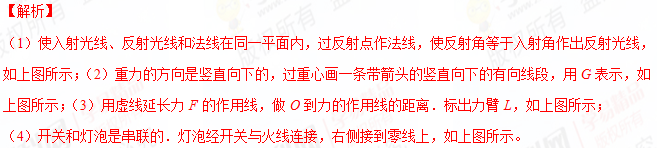 【解析】
（1）使入射光线、反射光线和法线在同一平面内，过反射点作法线，使反射角等于入射角作出反射光线，
如上图所示；（2）重力的方向是竖直向下的，过重心画一条带箭头的竖直向下的有向线段，用 G 表示，如
上图所示；（3）用虚线延长力 F 的作用线，做 O 到力的作用线的距离．标出力臂 L，如上图所示；
（4）开关和灯泡是串联的．灯泡经开关与火线连接，右侧接到零线上，如上图所示。